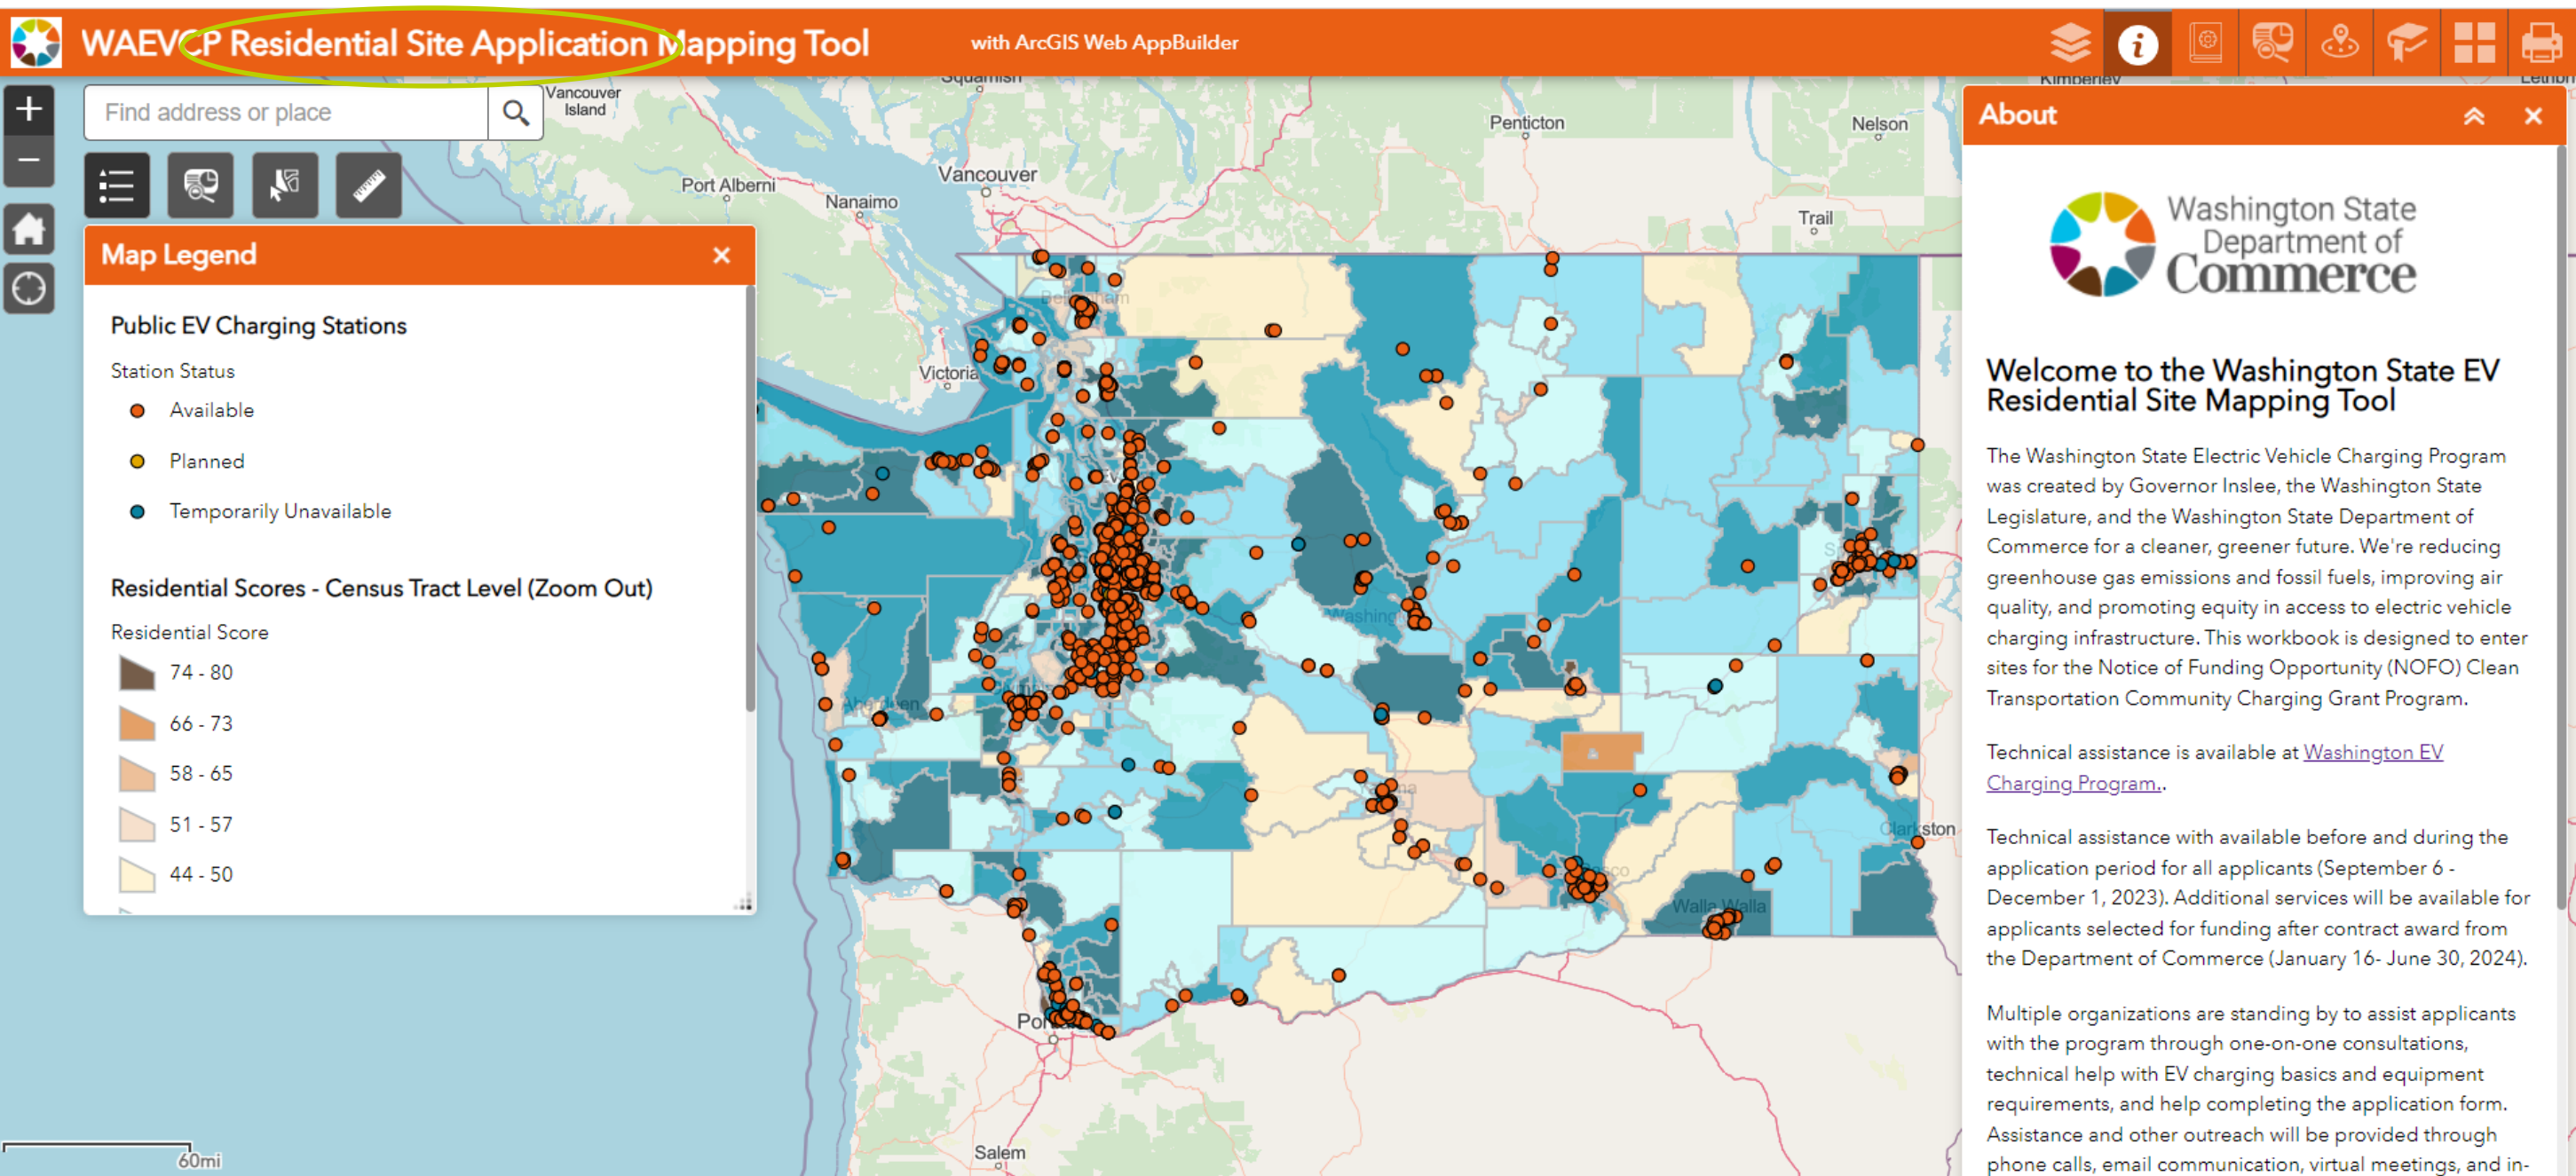 WAEVCP Residential Site Application Mapping Tool
with ArcGIS Web AppBuilder
Find address or place
Map Legend
Public EV Charging Stations
Station Status
Available
Planned
Temporarily Unavailable
Residential Scores - Census Tract Level (Zoom Out)
Residential Score
74 - 80
66 - 73
58 - 65
51 - 57
44 - 50
60mi
Squamish
Vancouver
Island
Port Alberni
Nanaimo
Vancouver
Victoria
Penticton
Kimberley
Nelson
Trail
Bellingham
Aberdeen
Washing
Clarkston
Walla Walla
Salem
About
Washington State
Department of
Commerce
Welcome to the Washington State EV
Residential Site Mapping Tool
The Washington State Electric Vehicle Charging Program
was created by Governor Inslee, the Washington State
Legislature, and the Washington State Department of
Commerce for a cleaner, greener future. We're reducing
greenhouse gas emissions and fossil fuels, improving air
quality, and promoting equity in access to electric vehicle
charging infrastructure. This workbook is designed to enter
sites for the Notice of Funding Opportunity (NOFO) Clean
Transportation Community Charging Grant Program.
Technical assistance is available at Washington EV
Charging Program..
Technical assistance with available before and during the
application period for all applicants (September 6 -
December 1, 2023). Additional services will be available for
applicants selected for funding after contract award from
the Department of Commerce (January 16- June 30, 2024).
Multiple organizations are standing by to assist applicants
with the program through one-on-one consultations,
technical help with EV charging basics and equipment
requirements, and help completing the application form.
Assistance and other outreach will be provided through
phone calls, email communication, virtual meetings, and in-